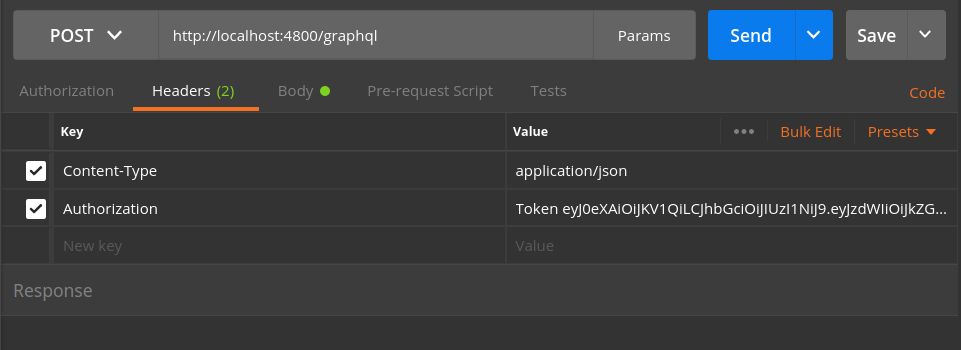 POST http://localhost:4800/graphql Params Send Save
Authorization Headers (2) Body Pre-request Script Tests Code
Key Value ••• Bulk Edit Presets
Content-Type application/json
Authorization Token eyJ0eXAiOiJKV1QiLCJhbGciOiJIUzI1NiJ9.eyJzdWIiOiJkZG...
New key Value
Response